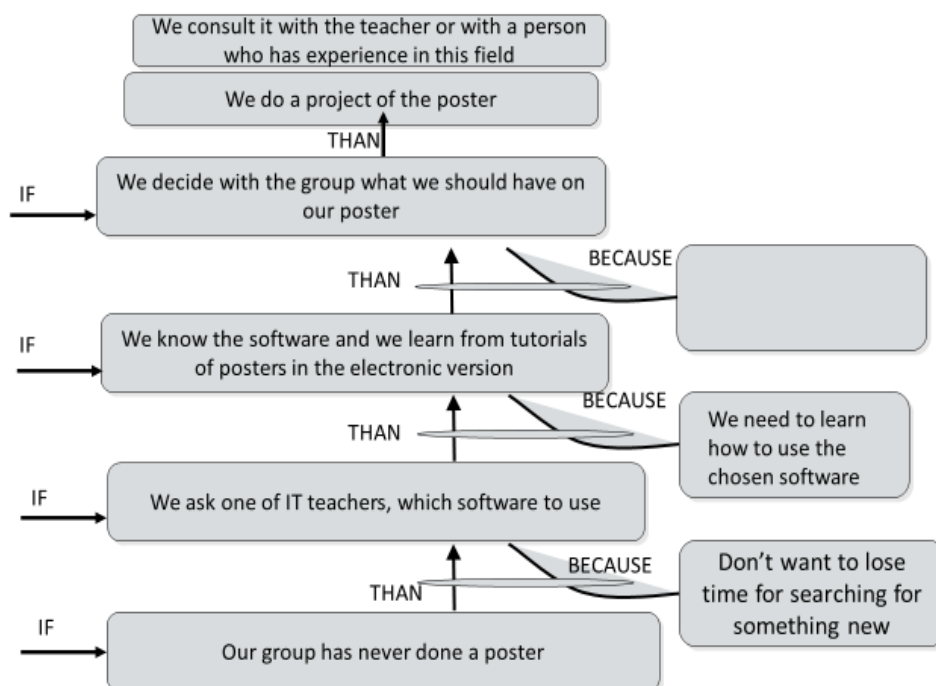 We consult it with the teacher or with a person
who has experience in this field
We do a project of the poster
THAN
IF
We decide with the group what we should have on
our poster
BECAUSE
THAN
IF
We know the software and we learn from tutorials
of posters in the electronic version
BECAUSE
THAN
We need to learn
how to use the
chosen software
IF
We ask one of IT teachers, which software to use
BECAUSE
THAN
Don't want to lose
time for searching for
something new
IF
Our group has never done a poster